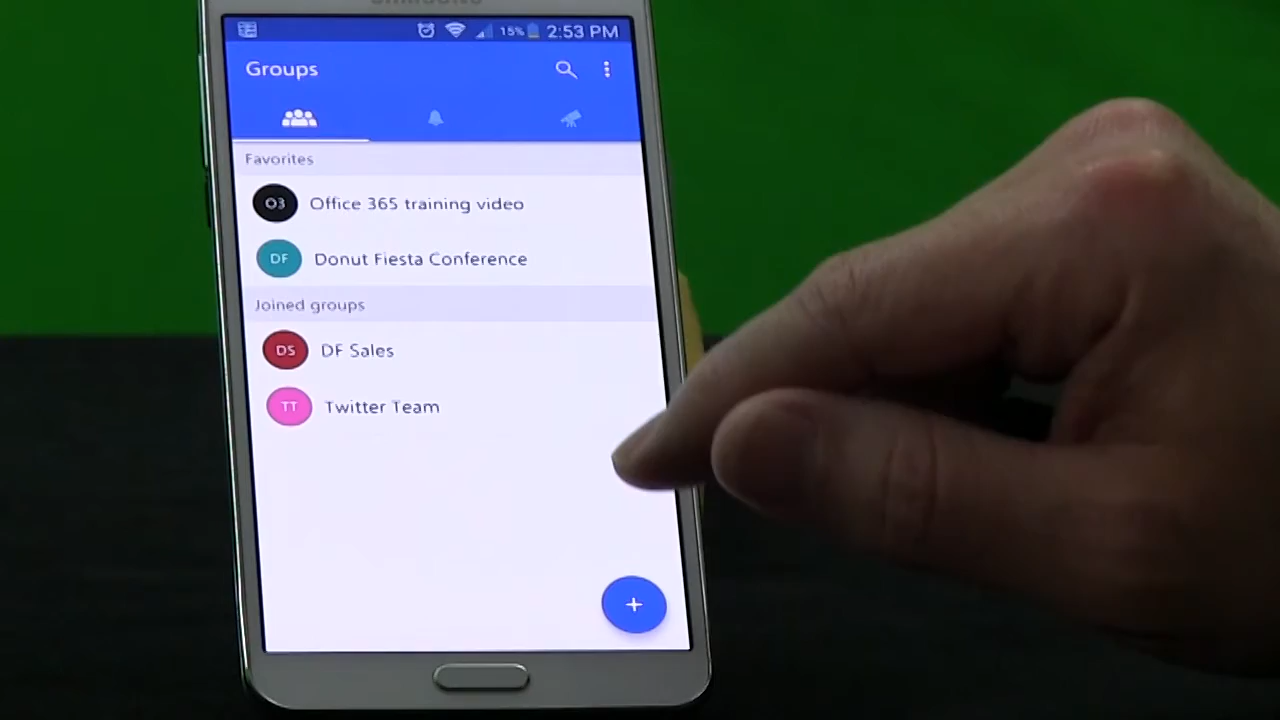 SAMSUNG
15% 2:53 PM
Groups
Favorites
O3 Office 365 training video
DF Donut Fiesta Conference
Joined groups
DS DF Sales
TT Twitter Team
+